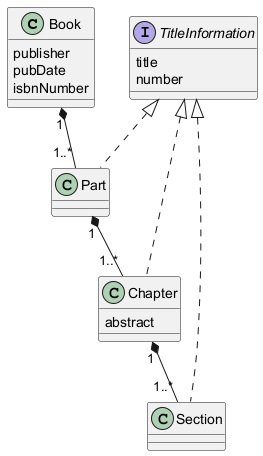 C Book
publisher
pubDate
isbnNumber
I TitleInformation
title
number
1
1..*
C Part
1
1..*
C Chapter
abstract
1
1..*
C Section